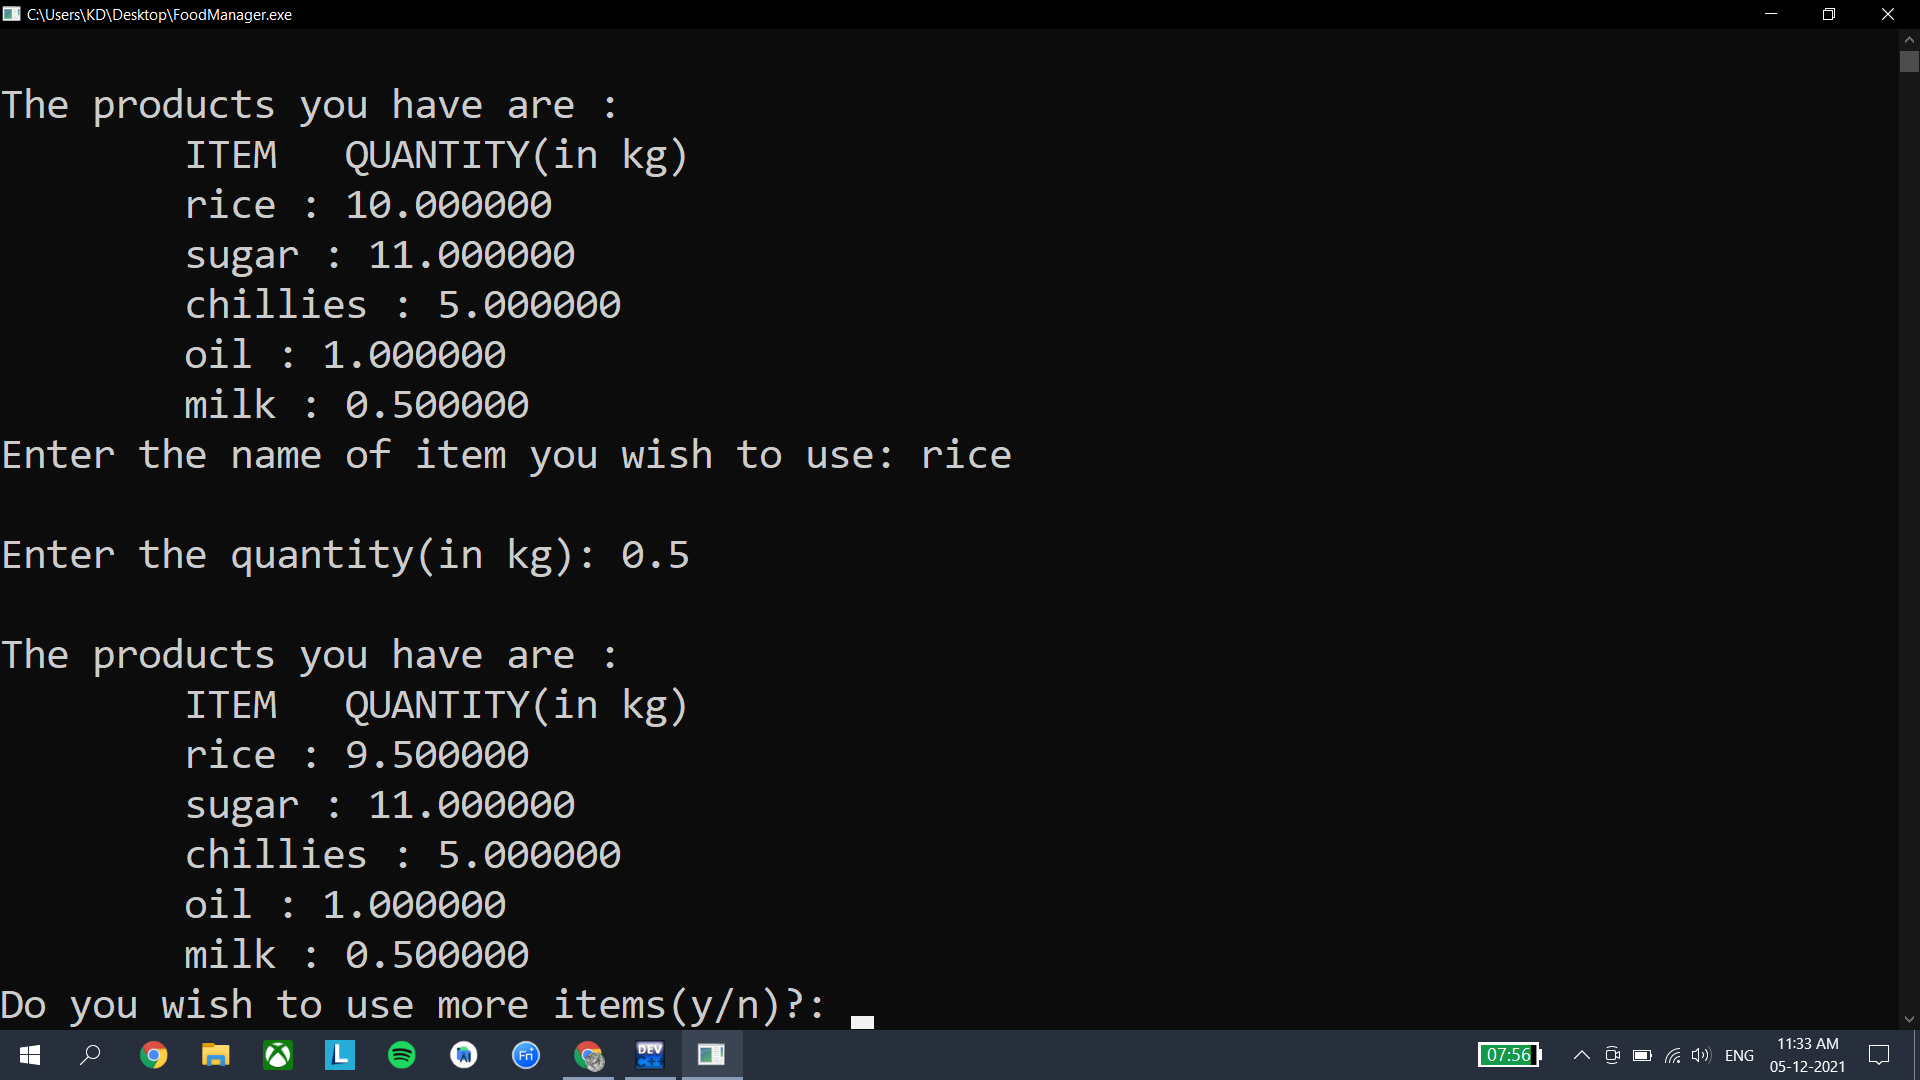 C:\Users\KD\Desktop\FoodManager.exe
The products you have are :
ITEM   QUANTITY(in kg)
rice : 10.000000
sugar : 11.000000
chillies : 5.000000
oil : 1.000000
milk : 0.500000
Enter the name of item you wish to use: rice
Enter the quantity(in kg): 0.5
The products you have are :
ITEM   QUANTITY(in kg)
rice : 9.500000
sugar : 11.000000
chillies : 5.000000
oil : 1.000000
milk : 0.500000
Do you wish to use more items(y/n)?:
L
Fn
DEV
C++
07:56
ENG
11:33 AM
05-12-2021